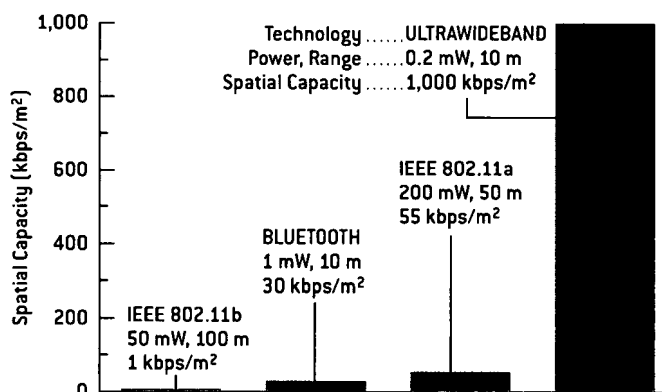 Spatial Capacity (kbps/m²)
1,000
800
600
400
200
0
Technology ..... ULTRAWIDEBAND
Power, Range ..... 0.2 mW, 10 m
Spatial Capacity ..... 1,000 kbps/m²
IEEE 802.11a
200 mW, 50 m
55 kbps/m²
BLUETOOTH
1 mW, 10 m
30 kbps/m²
IEEE 802.11b
50 mW, 100 m
1 kbps/m²